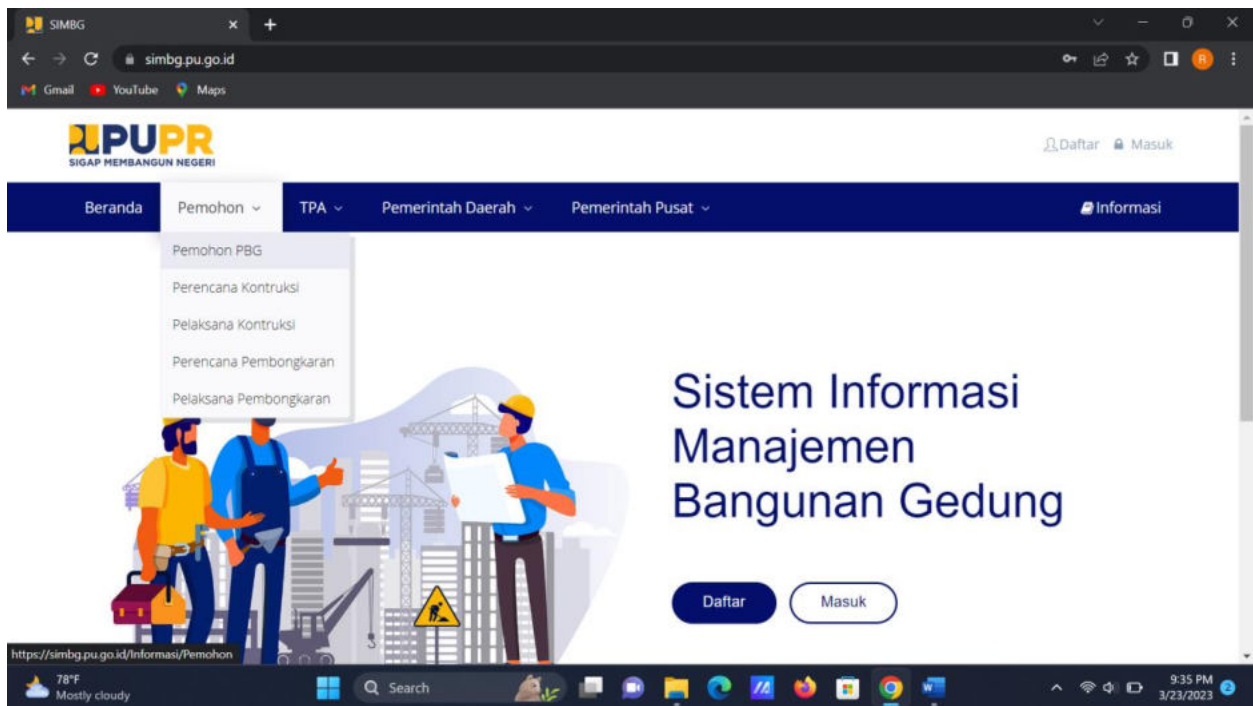 SIMBG
simbg.pu.go.id
Gmail YouTube Maps
PUPR
SIGAP MEMBANGUN NEGERI
Daftar Masuk
Beranda Pemohon TPA Pemerintah Daerah Pemerintah Pusat Informasi
Pemohon PBG
Perencana Kontruksi
Pelaksana Kontruksi
Perencana Pembongkaran
Pelaksana Pembongkaran
Sistem Informasi
Manajemen
Bangunan Gedung
Daftar Masuk
https://simbg.pu.go.id/Informasi/Pemohon
78°F
Mostly cloudy
Search
9:35 PM
3/23/2023
2